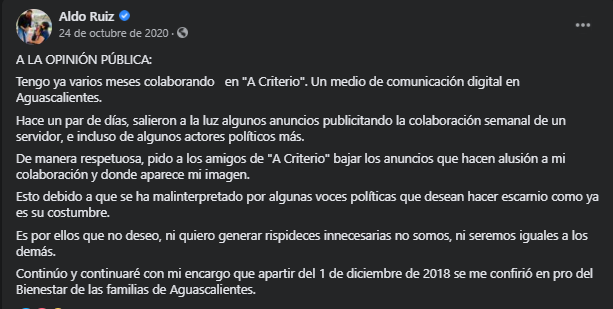 Aldo Ruiz
24 de octubre de 2020 ·
A LA OPINIÓN PÚBLICA:
Tengo ya varios meses colaborando en "A Criterio". Un medio de comunicación digital en
Aguascalientes.
Hace un par de días, salieron a la luz algunos anuncios publicitando la colaboración semanal de un
servidor, e incluso de algunos actores políticos más.
De manera respetuosa, pido a los amigos de "A Criterio" bajar los anuncios que hacen alusión a mi
colaboración y donde aparece mi imagen.
Esto debido a que se ha malinterpretado por algunas voces políticas que desean hacer escarnio como ya
es su costumbre.
Es por ellos que no deseo, ni quiero generar rispideces innecesarias no somos, ni seremos iguales a los
demás.
Continúo y continuaré con mi encargo que apartir del 1 de diciembre de 2018 se me confirió en pro del
Bienestar de las familias de Aguascalientes.